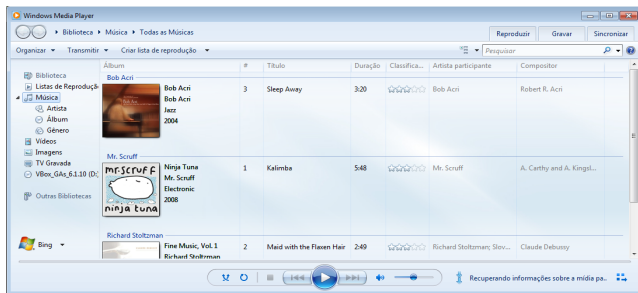 Windows Media Player
Biblioteca ▸ Música ▸ Todas as Músicas
Reproduzir Gravar Sincronizar
Organizar Transmitir Criar lista de reprodução Pesquisar
Álbum # Título Duração Classifica... Artista participante Compositor
Biblioteca
Listas de Reproduçã
Música
Artista
Álbum
Gênero
Vídeos
Imagens
TV Gravada
VBox_GAs_6.1.10 (D:)
Outras Bibliotecas
Bing
Bob Acri
Bob Acri 3 Sleep Away 3:20 Bob Acri Robert R. Acri
Bob Acri
Jazz
2004
Mr. Scruff
mr.scruff
ninja tuna
Ninja Tuna 1 Kalimba 5:48 Mr. Scruff A. Carthy and A. Kingsl...
Mr. Scruff
Electronic
2008
Richard Stoltzman
Fine Music, Vol. 1 2 Maid with the Flaxen Hair 2:49 Richard Stoltzman; Slov... Claude Debussy
Richard Stoltzman
Recuperando informações sobre a mídia pa..